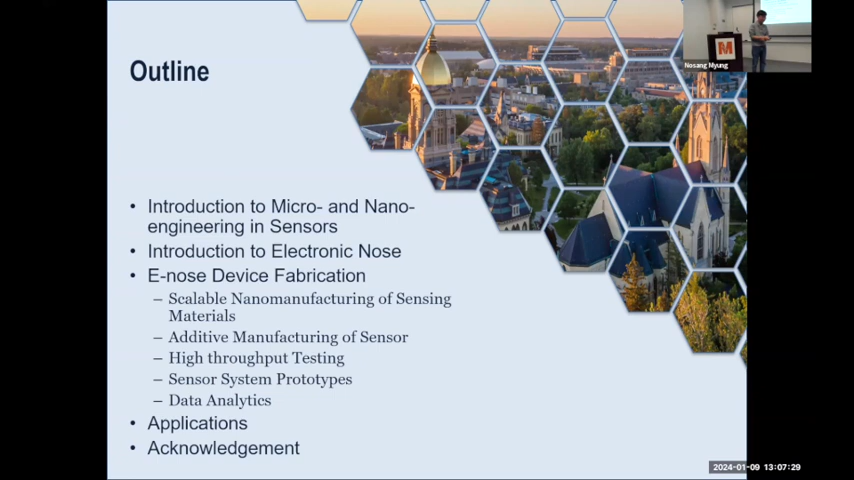 Outline
M
Nosang Myung
• Introduction to Micro- and Nano-
engineering in Sensors
• Introduction to Electronic Nose
• E-nose Device Fabrication
– Scalable Nanomanufacturing of Sensing
Materials
– Additive Manufacturing of Sensor
– High throughput Testing
– Sensor System Prototypes
– Data Analytics
• Applications
• Acknowledgement
2024-01-09 13:07:29